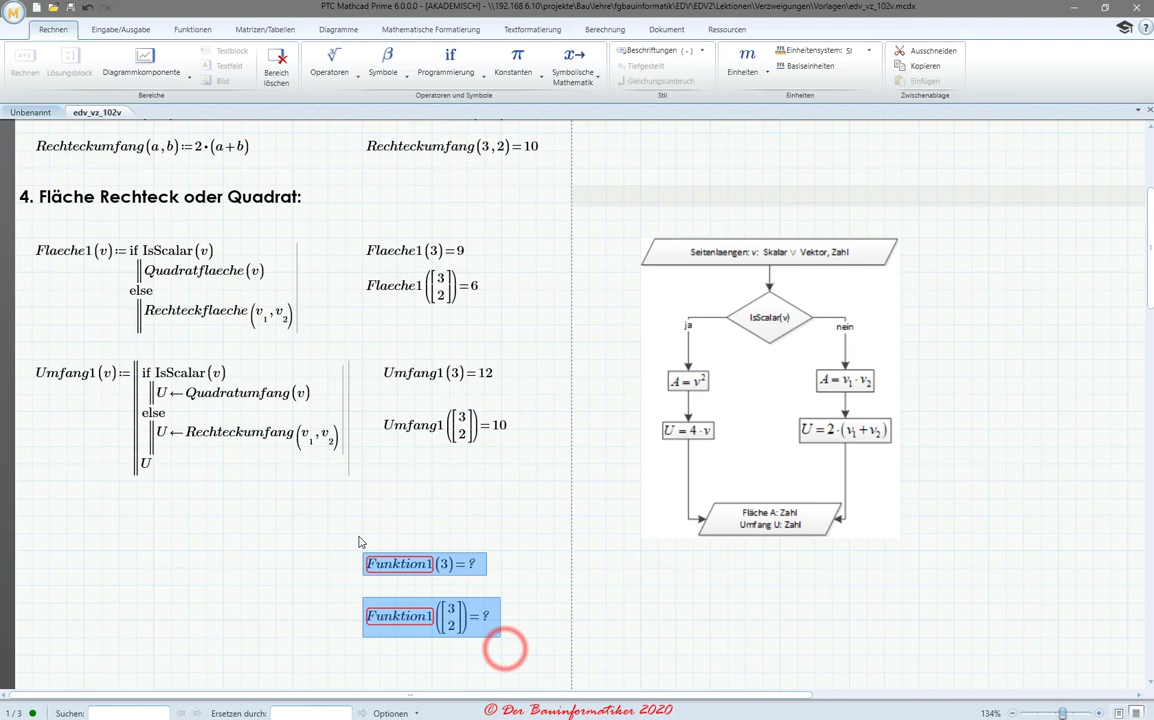 PTC Mathcad Prime 6.0.0.0 - [AKADEMISCH] - \\192.168.6.10\projekte\Bau\lehre\fgbauinformatik\EDV\EDV2\Lektionen\Verzweigungen\Vorlagen\edv_vz_102v.mcdx
Rechnen Eingabe/Ausgabe Funktionen Matrizen/Tabellen Diagramme Mathematische Formatierung Textformatierung Berechnung Dokument Ressourcen
Rechnen Lösungsblock Diagrammkomponente Textblock Textfeld Bild Bereich löschen
Operatoren Symbole Programmierung Konstanten Symbolische Mathematik
Beschriftungen ( - ) Tiefgestellt Gleichungsumbruch
Einheiten Einheitensystem: SI Basiseinheiten
Ausschneiden Kopieren Einfügen
Bereiche Operatoren und Symbole Stil Einheiten Zwischenablage
Unbenannt edv_vz_102v
Rechteckumfang(a,b):=2·(a+b) Rechteckumfang(3,2)=10
4. Fläche Rechteck oder Quadrat:
Flaeche1(v):= if IsScalar(v)
Quadratflaeche(v)
else
Rechteckflaeche(v₁,v₂)
Flaeche1(3)=9
Flaeche1([3 2])=6
Umfang1(v):= if IsScalar(v)
U←Quadratumfang(v)
else
U←Rechteckumfang(v₁,v₂)
U
Umfang1(3)=12
Umfang1([3 2])=10
Funktion1(3)=?
Funktion1([3 2])=?
Seitenlaengen: v: Skalar ∨ Vektor, Zahl
IsScalar(v)
ja nein
A=v² A=v₁·v₂
U=4·v U=2·(v₁+v₂)
Fläche A: Zahl
Umfang U: Zahl
1 / 3 Suchen: Ersetzen durch: Optionen 134%
© Der Bauinformatiker 2020